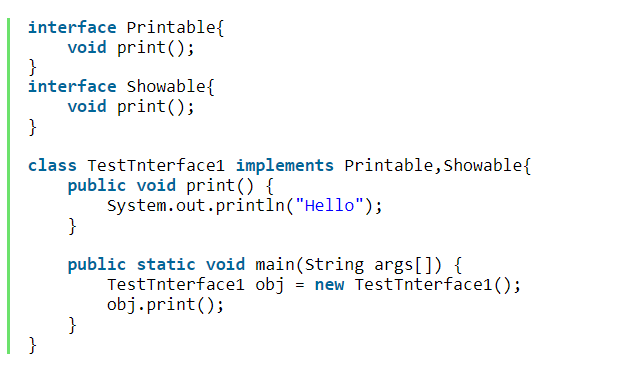 interface Printable{
    void print();
}
interface Showable{
    void print();
}

class TestTnterface1 implements Printable,Showable{
    public void print() {
        System.out.println("Hello");
    }

    public static void main(String args[]) {
        TestTnterface1 obj = new TestTnterface1();
        obj.print();
    }
}